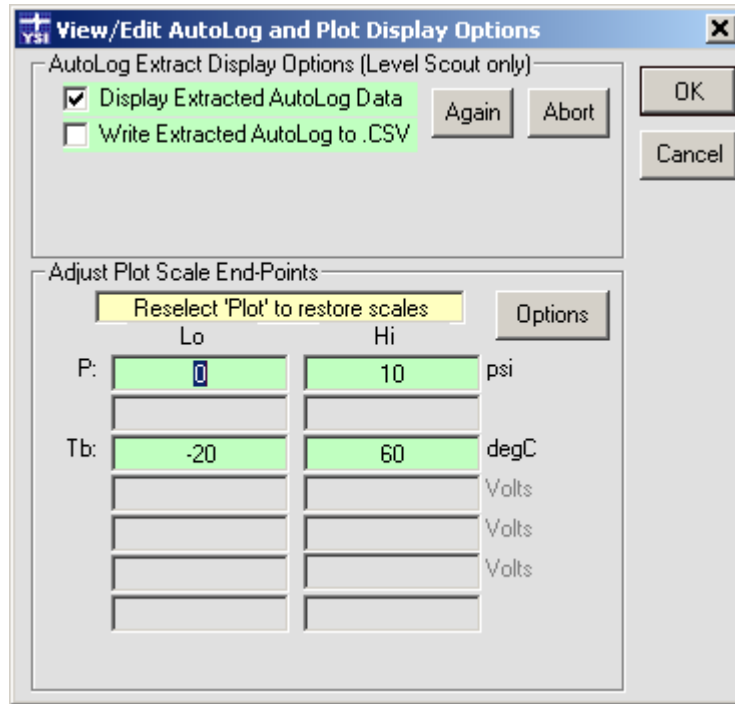 YSI View/Edit AutoLog and Plot Display Options
AutoLog Extract Display Options (Level Scout only)
Display Extracted AutoLog Data
Write Extracted AutoLog to .CSV
Again
Abort
OK
Cancel
Adjust Plot Scale End-Points
Reselect 'Plot' to restore scales
Options
Lo Hi
P: 0 10 psi
Tb: -20 60 degC
Volts
Volts
Volts